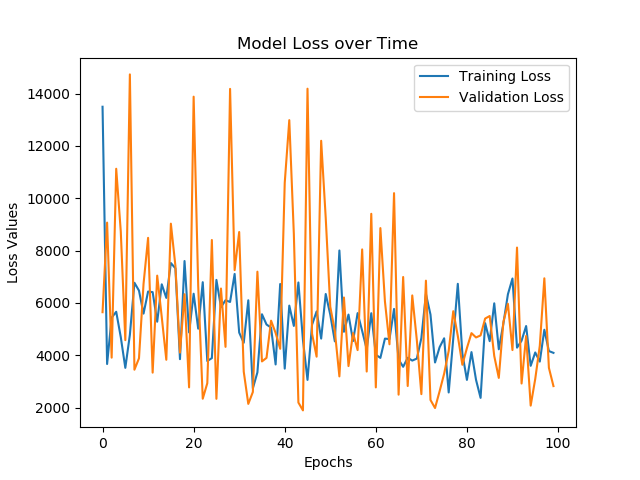 Model Loss over Time
Training Loss
Validation Loss
14000
12000
10000
8000
6000
4000
2000
Loss Values
0
20
40
60
80
100
Epochs